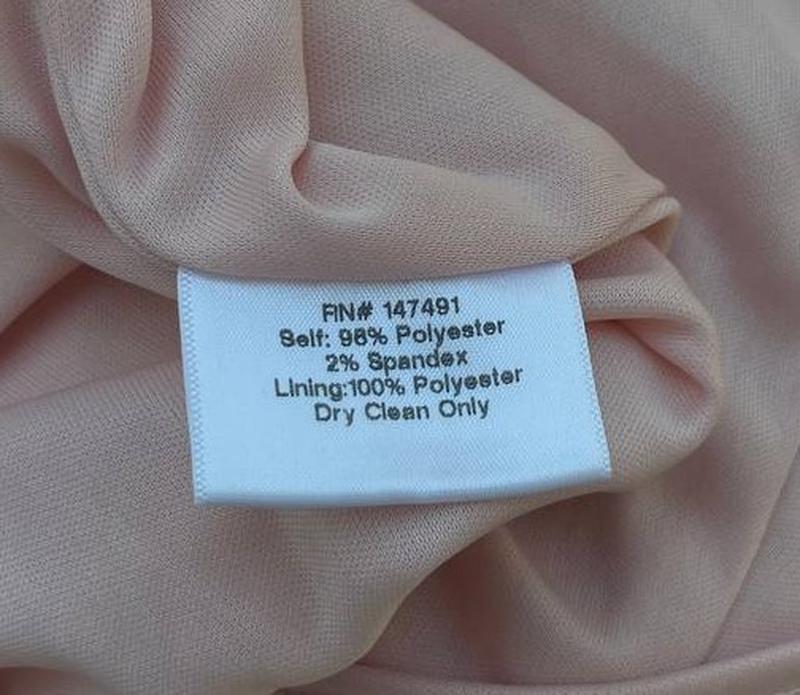 RN# 147491
Self: 98% Polyester
2% Spandex
Lining:100% Polyester
Dry Clean Only